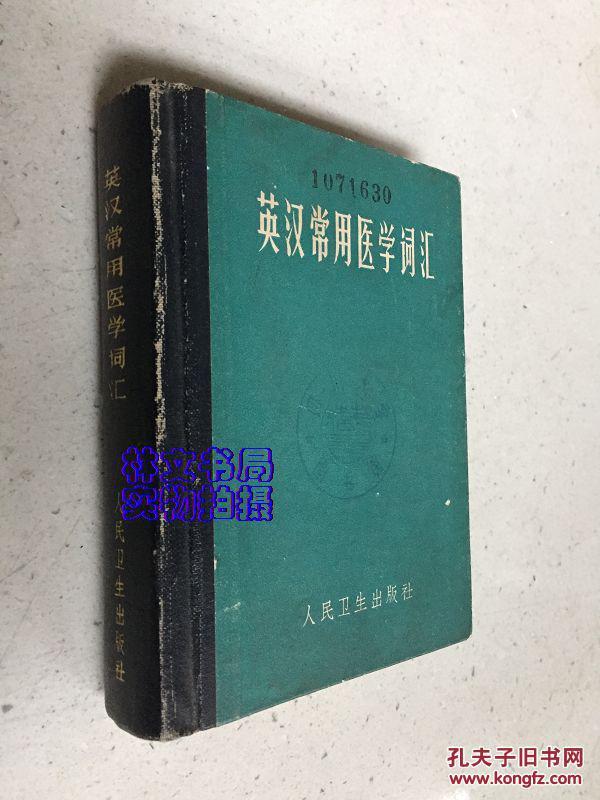 1071630
英汉常用医学词汇
人民卫生出版社
英汉常用医学词汇
人民卫生出版社
林文书局
实物拍摄
孔夫子旧书网
www.kongfz.com